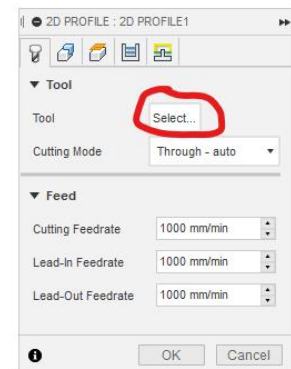 2D PROFILE : 2D PROFILE1
Tool
Tool Select...
Cutting Mode Through - auto
Feed
Cutting Feedrate 1000 mm/min
Lead-In Feedrate 1000 mm/min
Lead-Out Feedrate 1000 mm/min
OK Cancel